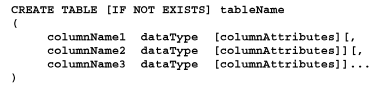 CREATE TABLE [IF NOT EXISTS] tableName
(
columnName1 dataType [columnAttributes][,
columnName2 dataType [columnAttributes]][,
columnName3 dataType [columnAttributes]]...
)